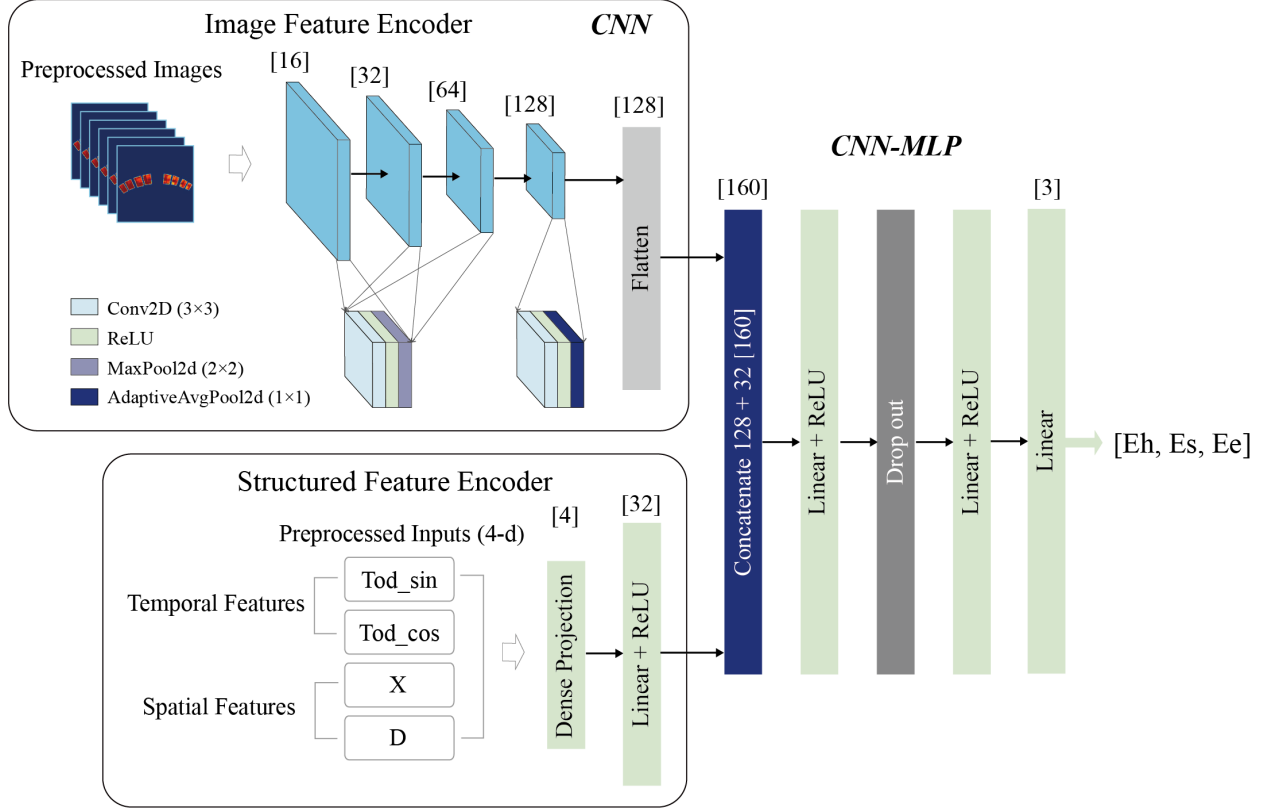 Image Feature Encoder
CNN
Preprocessed Images
[16]
[32]
[64]
[128]
[128]
Flatten
Conv2D (3×3)
ReLU
MaxPool2d (2×2)
AdaptiveAvgPool2d (1×1)
Structured Feature Encoder
Preprocessed Inputs (4-d)
Temporal Features
Tod_sin
Tod_cos
Spatial Features
X
D
[4]
Dense Projection
[32]
Linear + ReLU
CNN-MLP
[160]
Concatenate 128 + 32 [160]
Linear + ReLU
Drop out
Linear + ReLU
[3]
Linear
[Eh, Es, Ee]